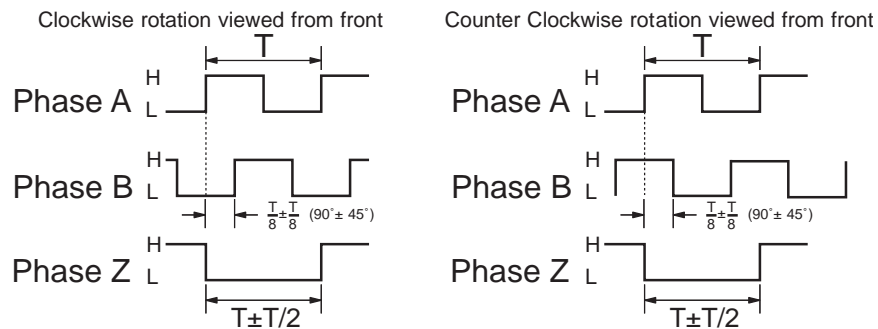 Clockwise rotation viewed from front
T
H
Phase A L
H
Phase B L
T/8±T/8 (90°± 45°)
H
Phase Z L
T±T/2
Counter Clockwise rotation viewed from front
T
H
Phase A L
H
Phase B L
T/8±T/8 (90°± 45°)
H
Phase Z L
T±T/2